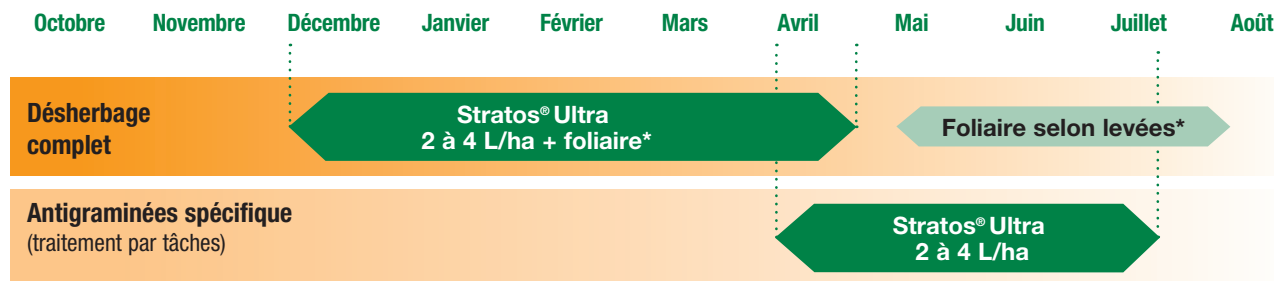 Octobre Novembre Décembre Janvier Février Mars Avril Mai Juin Juillet Août
Désherbage
complet
Stratos® Ultra
2 à 4 L/ha + foliaire*
Foliaire selon levées*
Antigraminées spécifique
(traitement par tâches)
Stratos® Ultra
2 à 4 L/ha